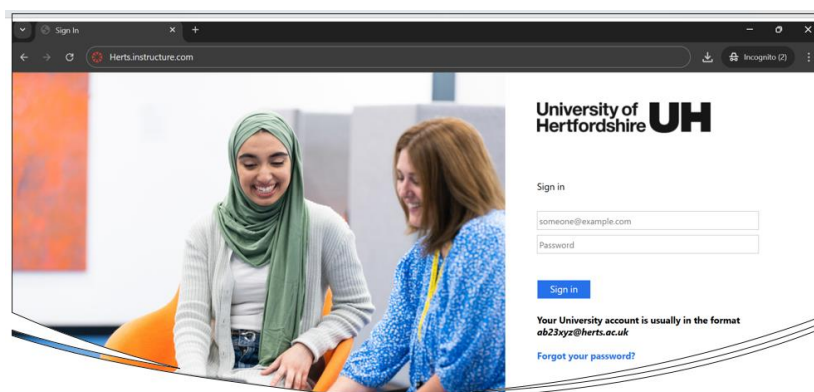 Sign In
Herts.instructure.com
Incognito (2)
University of
Hertfordshire UH
Sign in
someone@example.com
Password
Sign in
Your University account is usually in the format
ab23xyz@herts.ac.uk
Forgot your password?